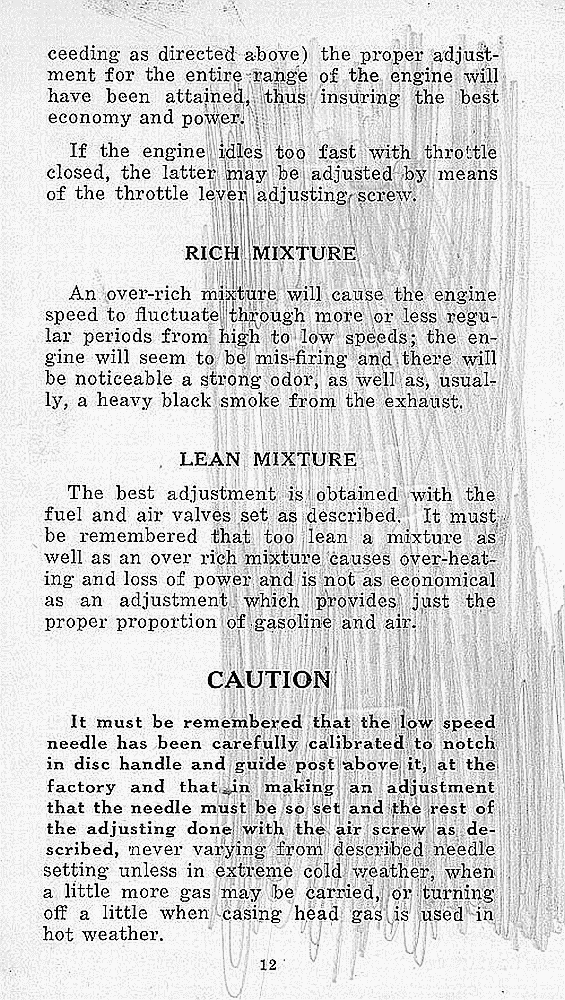 ceeding as directed above) the proper adjust-
ment for the entire range of the engine will
have been attained, thus insuring the best
economy and power.
If the engine idles too fast with throttle
closed, the latter may be adjusted by means
of the throttle lever adjusting screw.
RICH MIXTURE
An over-rich mixture will cause the engine
speed to fluctuate through more or less regu-
lar periods from high to low speeds; the en-
gine will seem to be mis-firing and there will
be noticeable a strong odor, as well as, usual-
ly, a heavy black smoke from the exhaust.
LEAN MIXTURE
The best adjustment is obtained with the
fuel and air valves set as described. It must
be remembered that too lean a mixture as
well as an over rich mixture causes over-heat-
ing and loss of power and is not as economical
as an adjustment which provides just the
proper proportion of gasoline and air.
CAUTION
It must be remembered that the low speed
needle has been carefully calibrated to notch
in disc handle and guide post above it, at the
factory and that in making an adjustment
that the needle must be so set and the rest of
the adjusting done with the air screw as de-
scribed, never varying from described needle
setting unless in extreme cold weather, when
a little more gas may be carried, or turning
off a little when casing head gas is used in
hot weather.
12